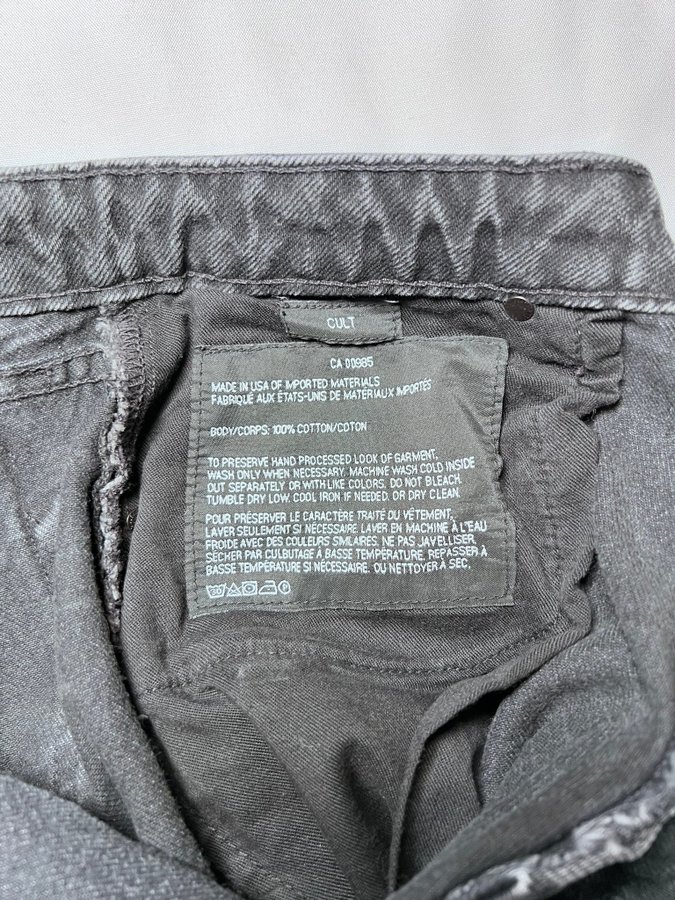 CULT
CA 00985
MADE IN USA OF IMPORTED MATERIALS
FABRIQUÉ AUX ÉTATS-UNIS DE MATÉRIAUX IMPORTÉS
BODY/CORPS: 100% COTTON/COTON
TO PRESERVE HAND PROCESSED LOOK OF GARMENT,
WASH ONLY WHEN NECESSARY. MACHINE WASH COLD INSIDE
OUT SEPARATELY OR WITH LIKE COLORS. DO NOT BLEACH.
TUMBLE DRY LOW. COOL IRON IF NEEDED. OR DRY CLEAN.
POUR PRÉSERVER LE CARACTÈRE TRAITÉ DU VÊTEMENT,
LAVER SEULEMENT SI NÉCESSAIRE. LAVER EN MACHINE À L'EAU
FROIDE AVEC DES COULEURS SIMILAIRES. NE PAS JAVELLISER.
SÉCHER PAR CULBUTAGE À BASSE TEMPÉRATURE. REPASSER À
BASSE TEMPÉRATURE SI NÉCESSAIRE. OU NETTOYER À SEC.
30 P